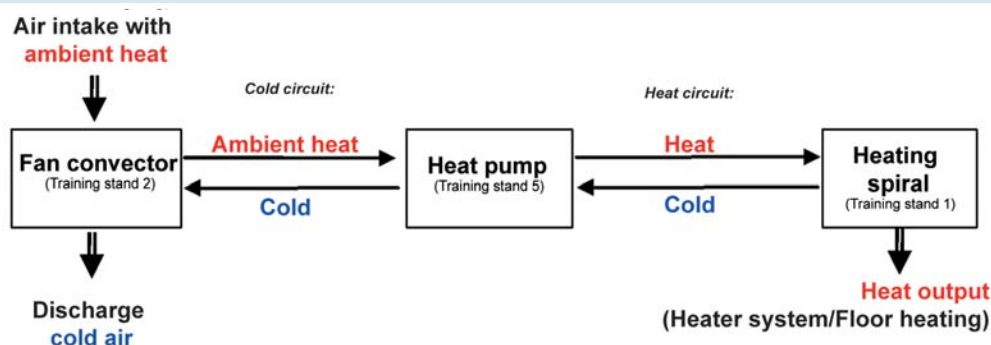 Air intake with
ambient heat
Cold circuit:
Heat circuit:
Fan convector
(Training stand 2)
Ambient heat
Cold
Heat pump
(Training stand 5)
Heat
Cold
Heating
spiral
(Training stand 1)
Discharge
cold air
Heat output
(Heater system/Floor heating)